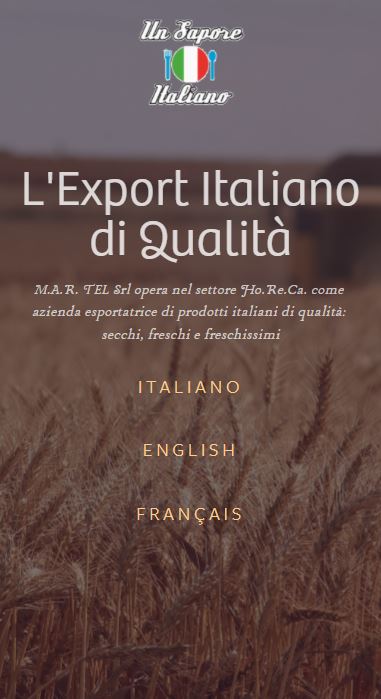 Un Sapore
Italiano
L'Export Italiano
di Qualità
M.A.R. TEL Srl opera nel settore Ho.Re.Ca. come
azienda esportatrice di prodotti italiani di qualità:
secchi, freschi e freschissimi
ITALIANO
ENGLISH
FRANÇAIS